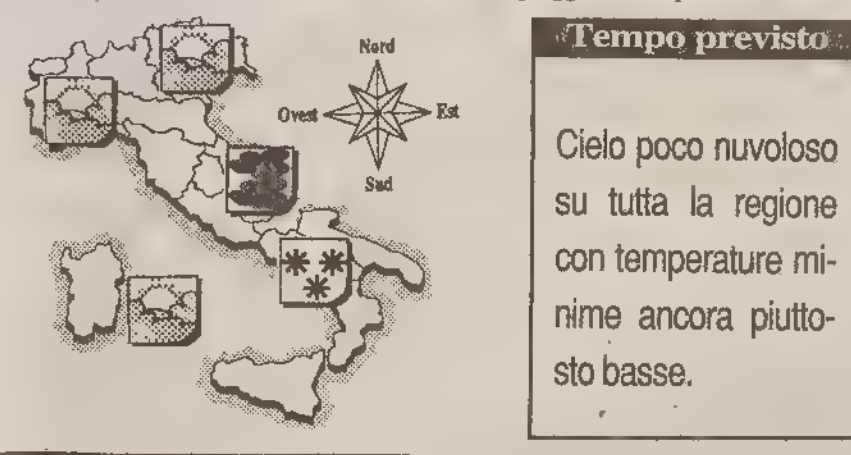 Nord
Ovest
Est
Sud
Tempo previsto
Cielo poco nuvoloso
su tutta la regione
con temperature mi-
nime ancora piutto-
sto basse.